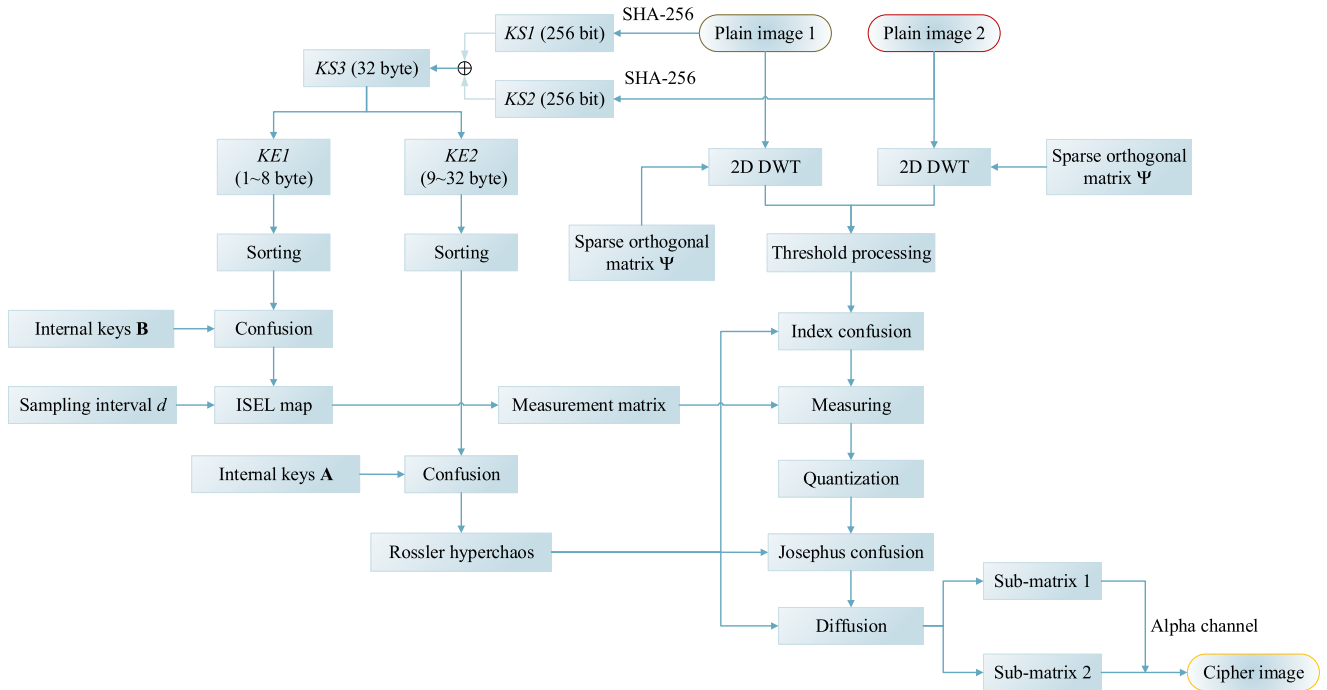 SHA-256
KS1 (256 bit)
Plain image 1
Plain image 2
KS3 (32 byte)
SHA-256
KS2 (256 bit)
KE1
(1~8 byte)
KE2
(9~32 byte)
2D DWT
2D DWT
Sparse orthogonal
matrix Ψ
Sorting
Sorting
Sparse orthogonal
matrix Ψ
Threshold processing
Internal keys B
Confusion
Index confusion
Sampling interval d
ISEL map
Measurement matrix
Measuring
Internal keys A
Confusion
Quantization
Rossler hyperchaos
Josephus confusion
Sub-matrix 1
Diffusion
Alpha channel
Sub-matrix 2
Cipher image